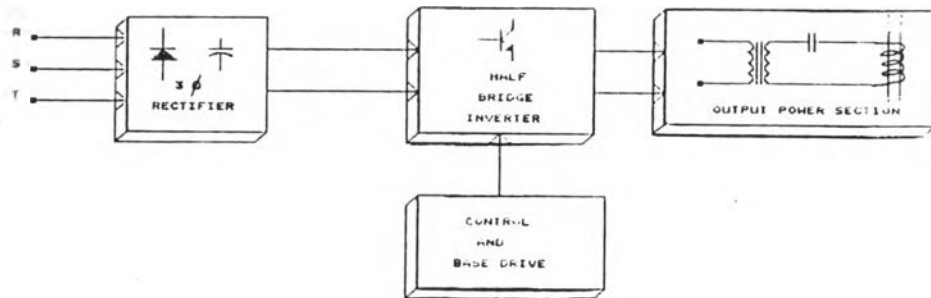 R
S
T
3 Ø
RECTIFIER
HALF
BRIDGE
INVERTER
OUTPUT POWER SECTION
CONTROL
AND
BASE DRIVE